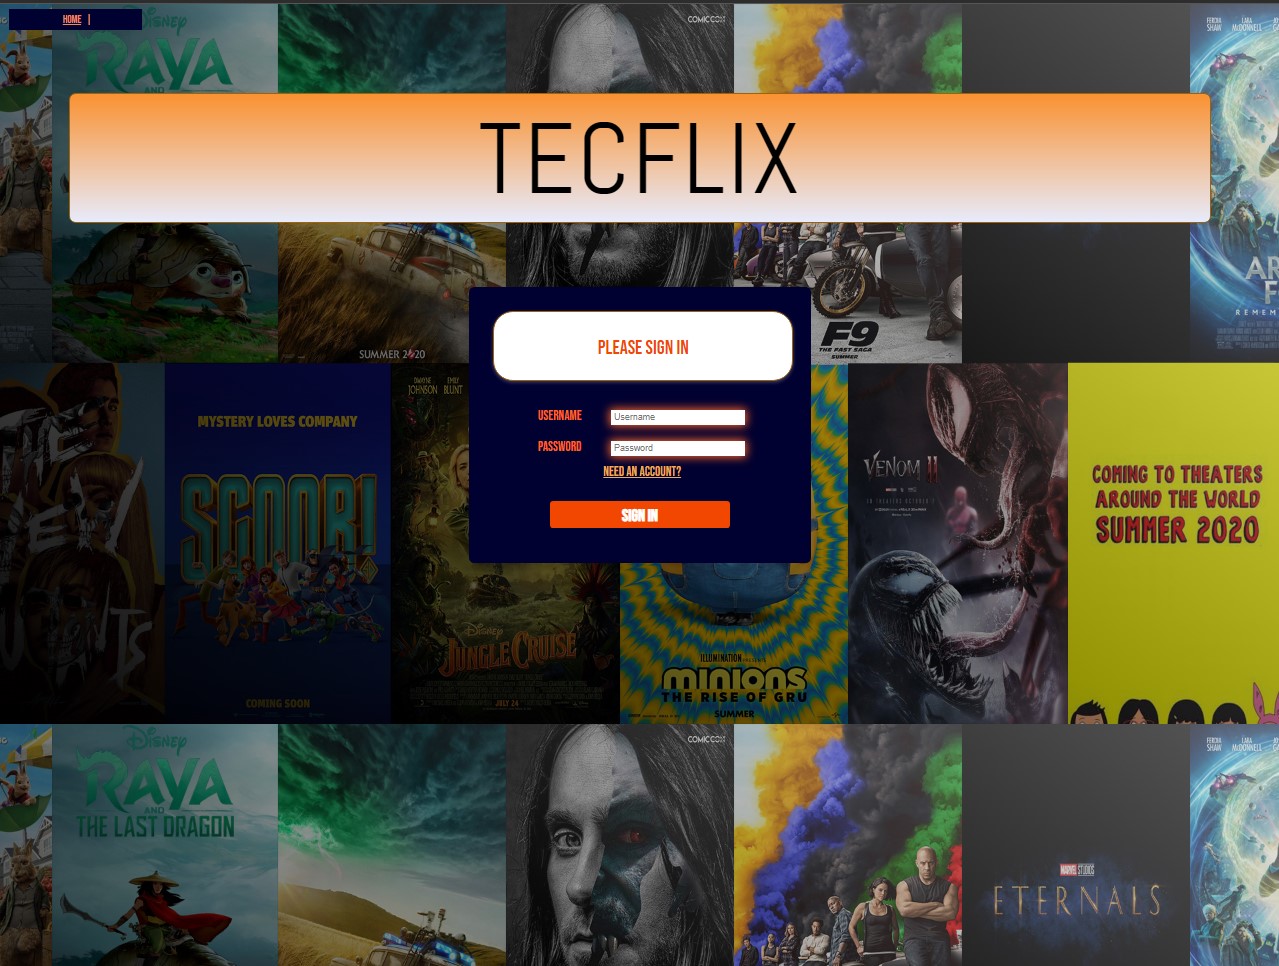 HOME |
Disney
RAYA
AND
COMICCON
FERDIA SHAW LARA McDONNELL
TECFLIX
SUMMER 2020
F9
THE FAST SAGA
SUMMER
PLEASE SIGN IN
USERNAME Username
PASSWORD Password
NEED AN ACCOUNT?
SIGN IN
MYSTERY LOVES COMPANY
SCOOB!
COMING SOON
DWAYNE JOHNSON EMILY BLUNT
Disney
JUNGLE CRUISE
JULY 24
ILLUMINATION PRESENTS
minions
THE RISE OF GRU
SUMMER
VENOM II
COMING TO THEATERS
AROUND THE WORLD
SUMMER 2020
Disney
RAYA
AND
THE LAST DRAGON
COMICCON
FERDIA SHAW LARA McDONNELL
MARVEL STUDIOS
ETERNALS